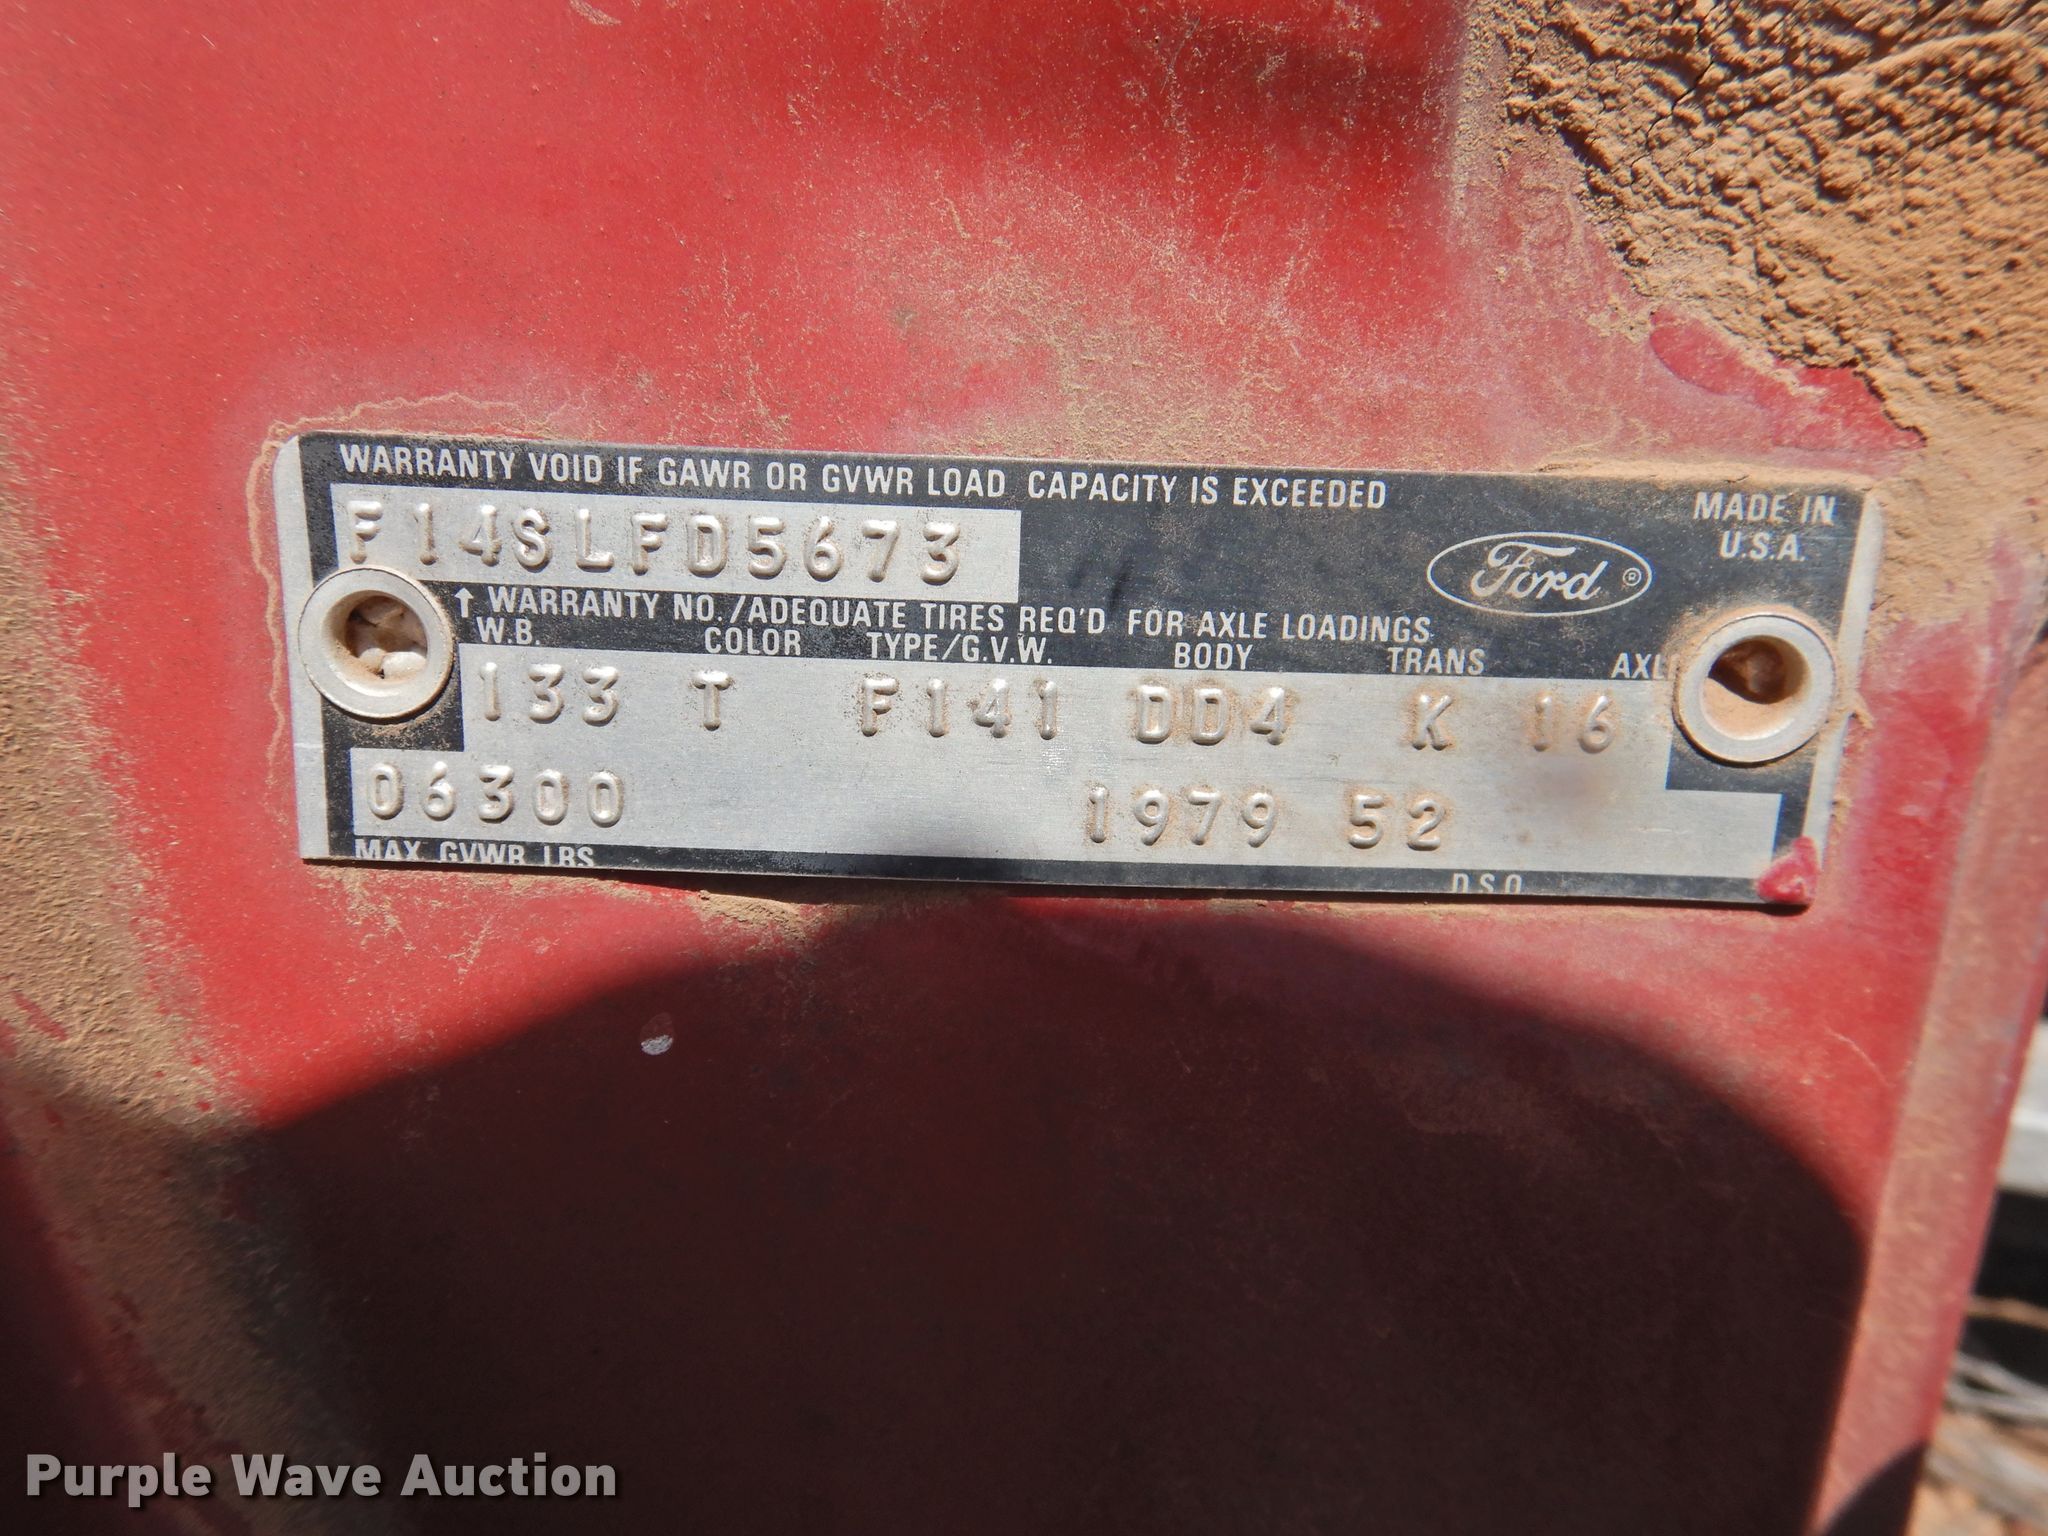 WARRANTY VOID IF GAWR OR GVWR LOAD CAPACITY IS EXCEEDED
MADE IN
U.S.A.
F14SLFD5673
Ford ®
↑ WARRANTY NO./ADEQUATE TIRES REQ'D FOR AXLE LOADINGS
W.B. COLOR TYPE/G.V.W. BODY TRANS AXL
133 T F141 DD4 K 16
06300 1979 52
MAX GVWR LBS
D S O
Purple Wave Auction